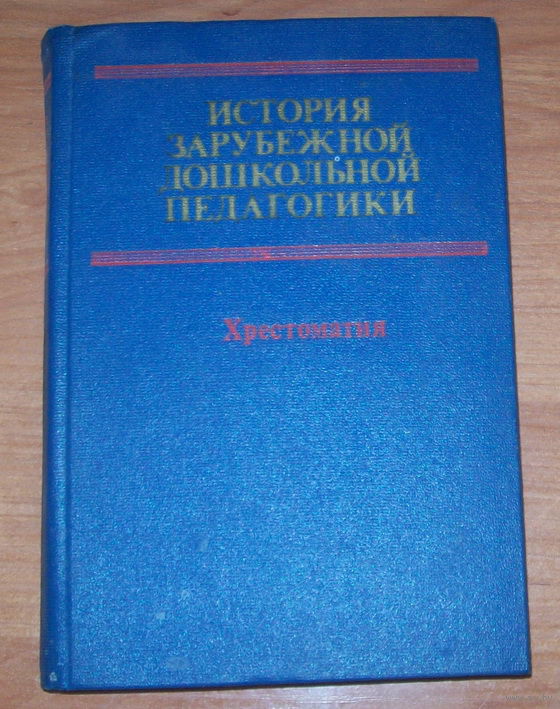 ИСТОРИЯ
ЗАРУБЕЖНОЙ
ДОШКОЛЬНОЙ
ПЕДАГОГИКИ
Хрестоматия